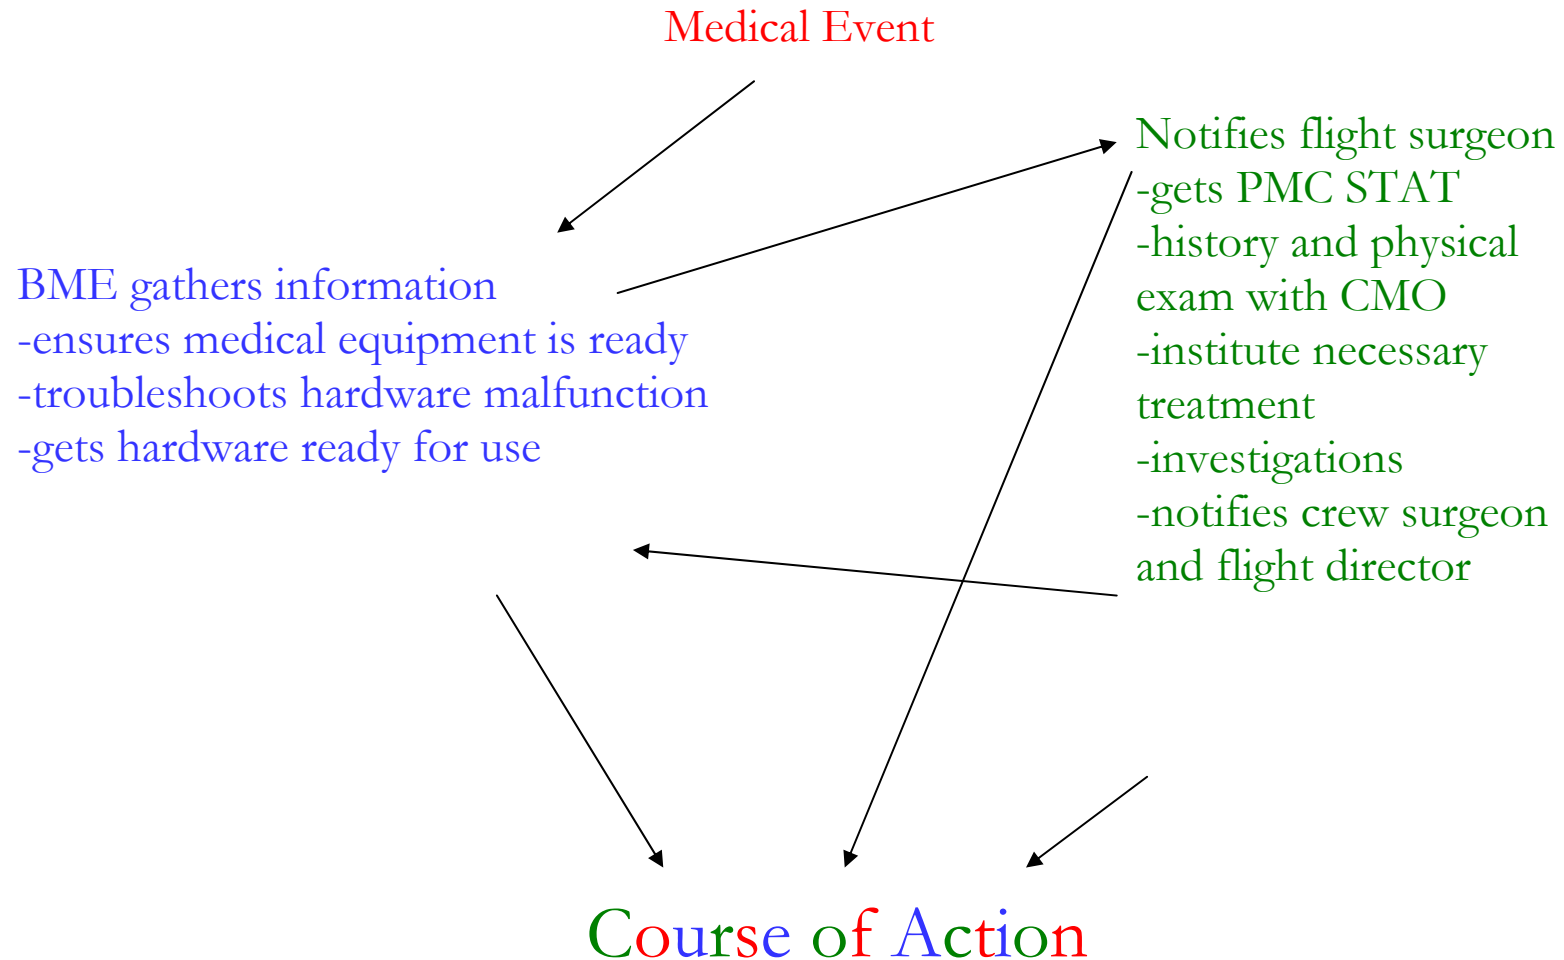 Medical Event
Notifies flight surgeon
-gets PMC STAT
-history and physical
exam with CMO
-institute necessary
treatment
-investigations
-notifies crew surgeon
and flight director
BME gathers information
-ensures medical equipment is ready
-troubleshoots hardware malfunction
-gets hardware ready for use
Course of Action